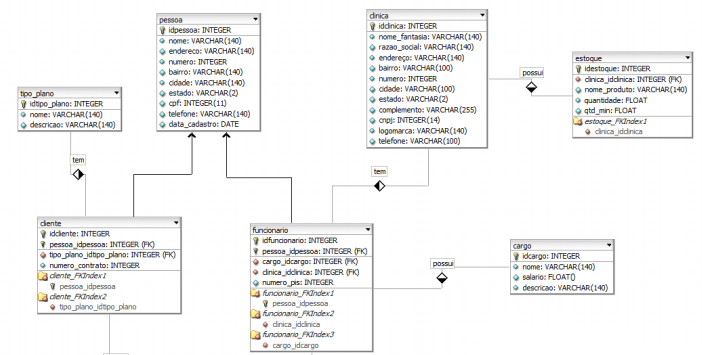 pessoa
idpessoa: INTEGER
nome: VARCHAR(140)
endereco: VARCHAR(140)
numero: INTEGER
bairro: VARCHAR(140)
cidade: VARCHAR(140)
estado: VARCHAR(2)
cpf: INTEGER(11)
telefone: VARCHAR(140)
data_cadastro: DATE
clinica
idclinica: INTEGER
nome_fantasia: VARCHAR(140)
razao_social: VARCHAR(140)
endereço: VARCHAR(140)
bairro: VARCHAR(100)
numero: INTEGER
cidade: VARCHAR(100)
estado: VARCHAR(2)
complemento: VARCHAR(255)
cnpj: INTEGER(14)
logomarca: VARCHAR(140)
telefone: VARCHAR(100)
possui
estoque
idestoque: INTEGER
clinica_idclinica: INTEGER (FK)
nome_produto: VARCHAR(140)
quantidade: FLOAT
qtd_min: FLOAT
estoque_FKIndex1
clinica_idclinica
tipo_plano
idtipo_plano: INTEGER
nome: VARCHAR(140)
descricao: VARCHAR(140)
tem
tem
cliente
idcliente: INTEGER
pessoa_idpessoa: INTEGER (FK)
tipo_plano_idtipo_plano: INTEGER (FK)
numero_contrato: INTEGER
cliente_FKIndex1
pessoa_idpessoa
cliente_FKIndex2
tipo_plano_idtipo_plano
funcionario
idfuncionario: INTEGER
pessoa_idpessoa: INTEGER (FK)
cargo_idcargo: INTEGER (FK)
clinica_idclinica: INTEGER (FK)
numero_pis: INTEGER
funcionario_FKIndex1
pessoa_idpessoa
funcionario_FKIndex2
clinica_idclinica
funcionario_FKIndex3
cargo_idcargo
possui
cargo
idcargo: INTEGER
nome: VARCHAR(140)
salario: FLOAT()
descricao: VARCHAR(140)